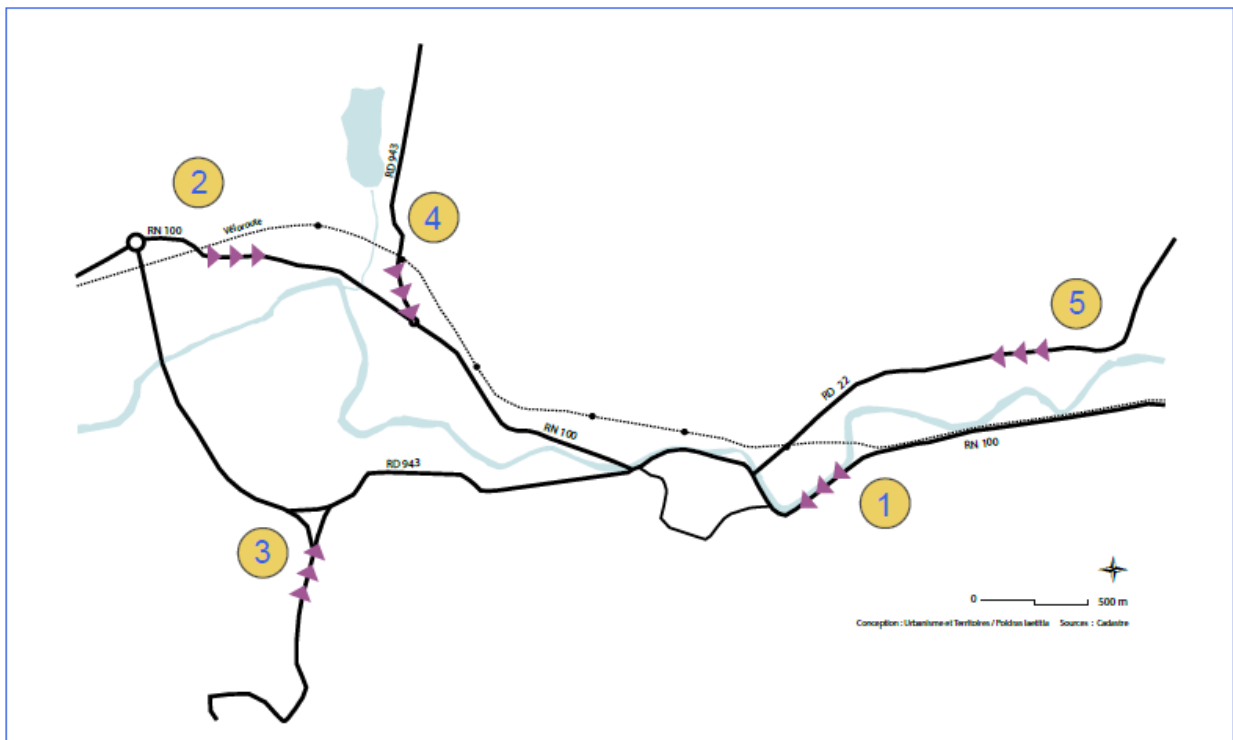 RD 943
2
4
RN 100
Véloroute
5
RD 22
RN 100
RN 100
RD 943
1
3
0
500 m
Conception : Urbanisme et Territoires / Poldras laetitia Sources : Cadastre